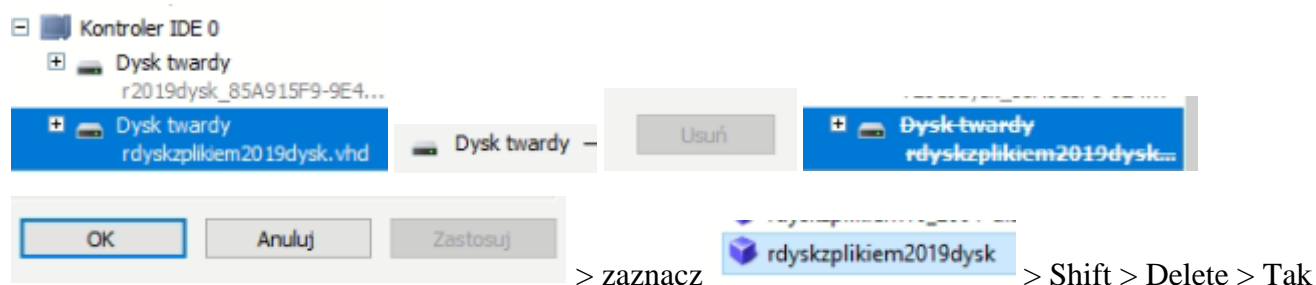 Kontroler IDE 0
Dysk twardy
r2019dysk_85A915F9-9E4...
Dysk twardy
rdyskzplikiem2019dysk.vhd
Dysk twardy —
Usuń
Dysk twardy
rdyskzplikiem2019dysk...
OK Anuluj Zastosuj > zaznacz rdyskzplikiem2019dysk > Shift > Delete > Tak